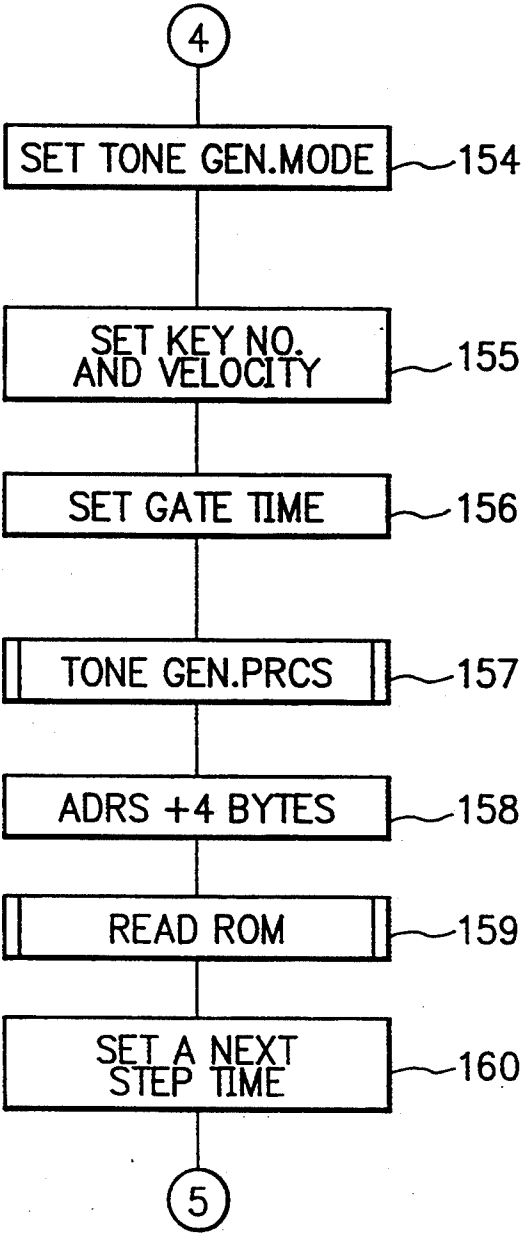 4
SET TONE GEN.MODE
154
SET KEY NO.
AND VELOCITY
155
SET GATE TIME
156
TONE GEN.PRCS
157
ADRS +4 BYTES
158
READ ROM
159
SET A NEXT
STEP TIME
160
5